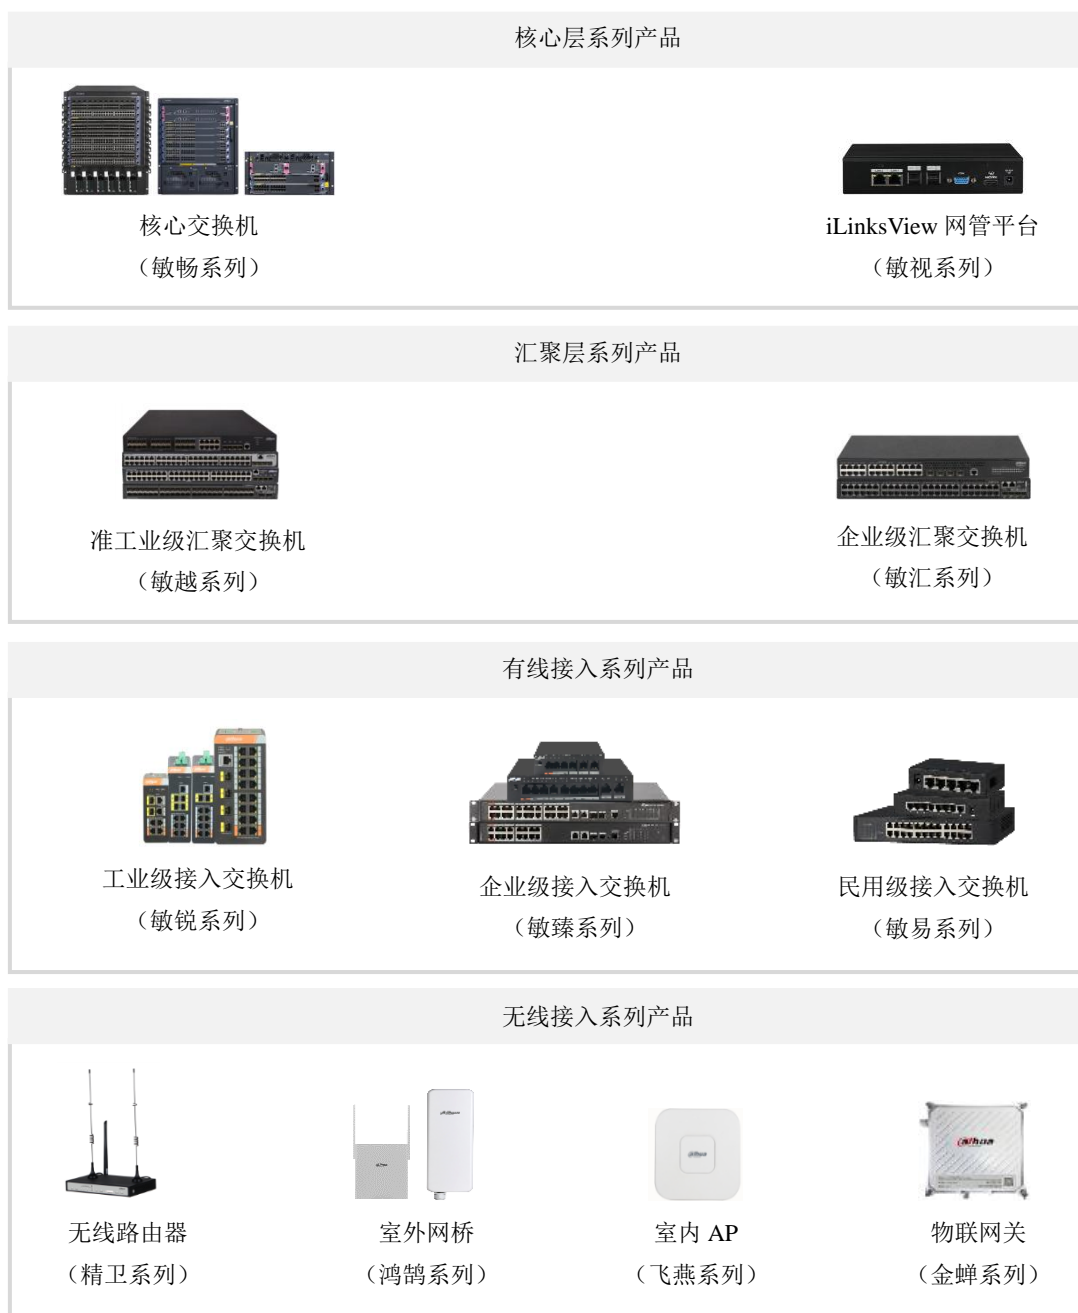 核心层系列产品
核心交换机
（敏畅系列）
iLinksView 网管平台
（敏视系列）
汇聚层系列产品
准工业级汇聚交换机
（敏越系列）
企业级汇聚交换机
（敏汇系列）
有线接入系列产品
工业级接入交换机
（敏锐系列）
企业级接入交换机
（敏臻系列）
民用级接入交换机
（敏易系列）
无线接入系列产品
alhua
无线路由器
（精卫系列）
室外网桥
（鸿鹄系列）
室内 AP
（飞燕系列）
物联网关
（金蝉系列）